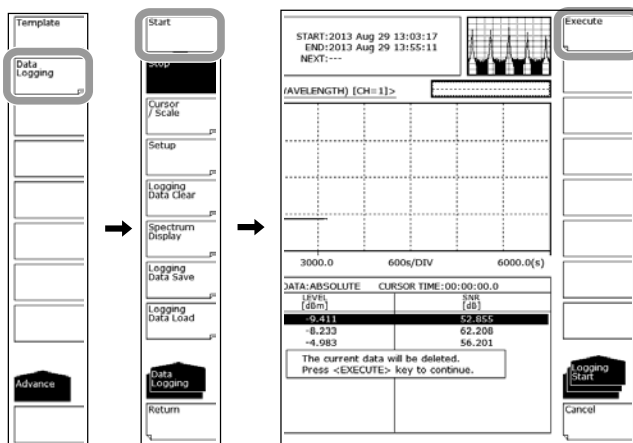 Template
Data
Logging
Advance
Start
Stop
Cursor
/ Scale
Setup
Logging
Data Clear
Spectrum
Display
Logging
Data Save
Logging
Data Load
Data
Logging
Return
START:2013 Aug 29 13:03:17
END:2013 Aug 29 13:55:11
NEXT:---
AVELENGTH) [CH=1]>
3000.0 600s/DIV 6000.0(s)
DATA:ABSOLUTE CURSOR TIME:00:00:00.0
LEVEL SNR
[dBm] [dB]
-9.411 52.855
-8.233 62.208
-4.983 56.201
The current data will be deleted.
Press <EXECUTE> key to continue.
Execute
Logging
Start
Cancel